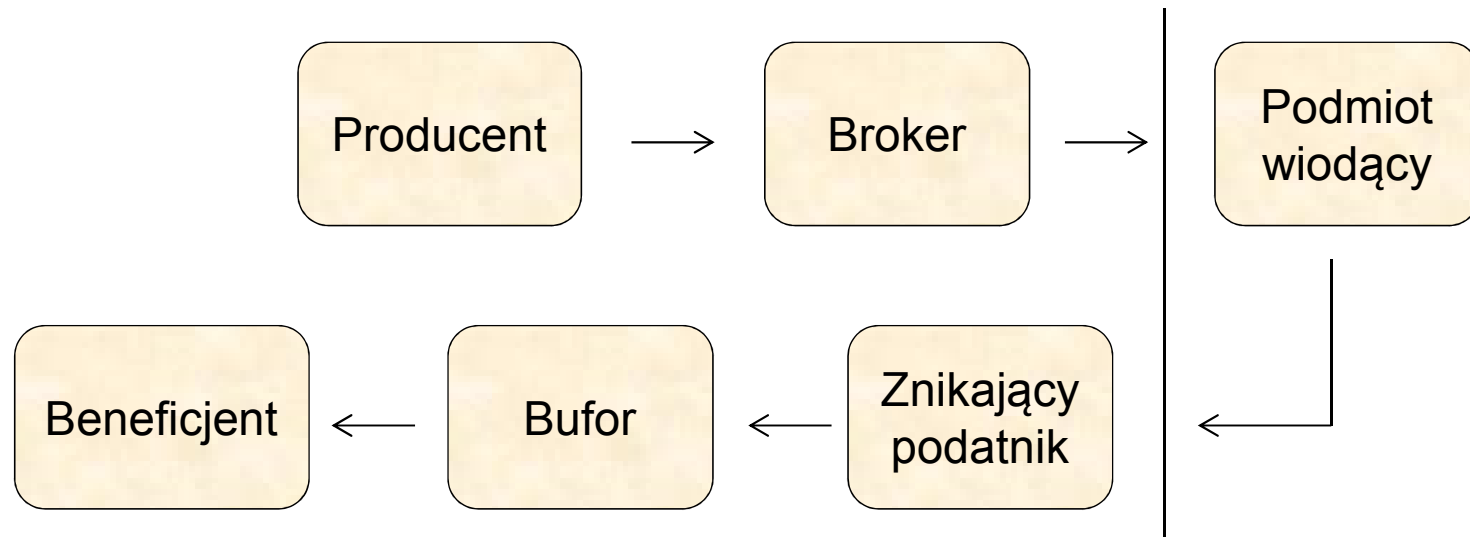 Producent
Broker
Podmiot
wiodący
Beneficjent
Bufor
Znikający
podatnik